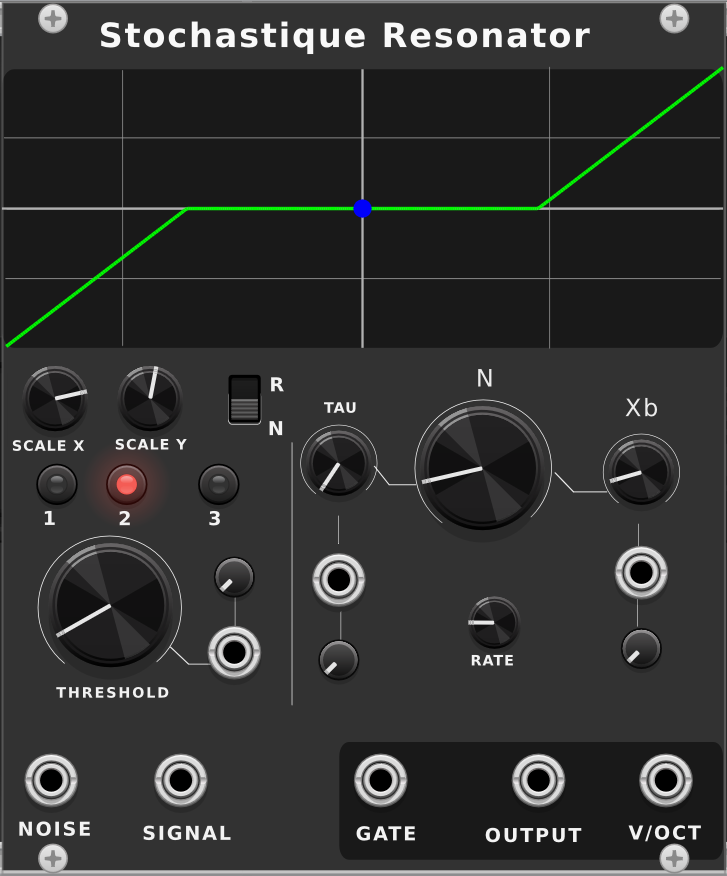 Stochastique Resonator
R
N
SCALE X
SCALE Y
TAU
N
Xb
1
2
3
THRESHOLD
RATE
NOISE
SIGNAL
GATE
OUTPUT
V/OCT